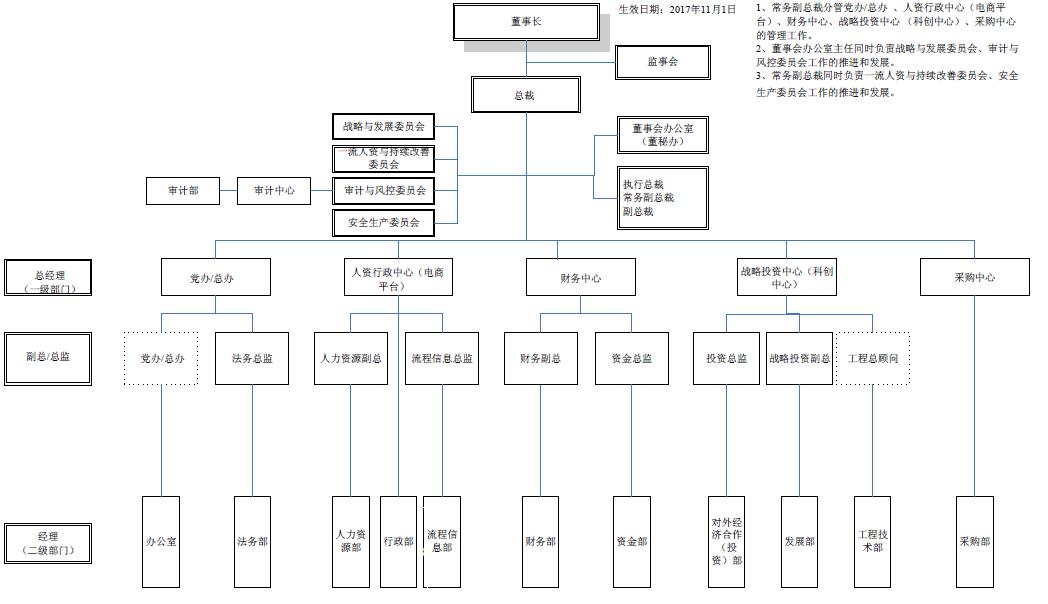 董事长
生效日期：2017年11月1日
1、常务副总裁分管党办/总办 、人资行政中心（电商平
台）、财务中心、战略投资中心 （科创中心）、采购中心
的管理工作。
2、董事会办公室主任同时负责战略与发展委员会、审计与
风控委员会工作的推进和发展。
3、常务副总裁同时负责一流人资与持续改善委员会、安全
生产委员会工作的推进和发展。
监事会
总裁
战略与发展委员会
一流人资与持续改善
委员会
审计部
审计中心
审计与风控委员会
安全生产委员会
董事会办公室
（董秘办）
执行总裁
常务副总裁
副总裁
总经理
（一级部门）
党办/总办
人资行政中心（电商
平台）
财务中心
战略投资中心（科创
中心）
采购中心
副总/总监
党办/总办
法务总监
人力资源副总
流程信息总监
财务副总
资金总监
投资总监
战略投资副总
工程总顾问
经理
（二级部门）
办公室
法务部
人力资
源部
行政部
流程信
息部
财务部
资金部
对外经
济合作
（投
资）部
发展部
工程技
术部
采购部